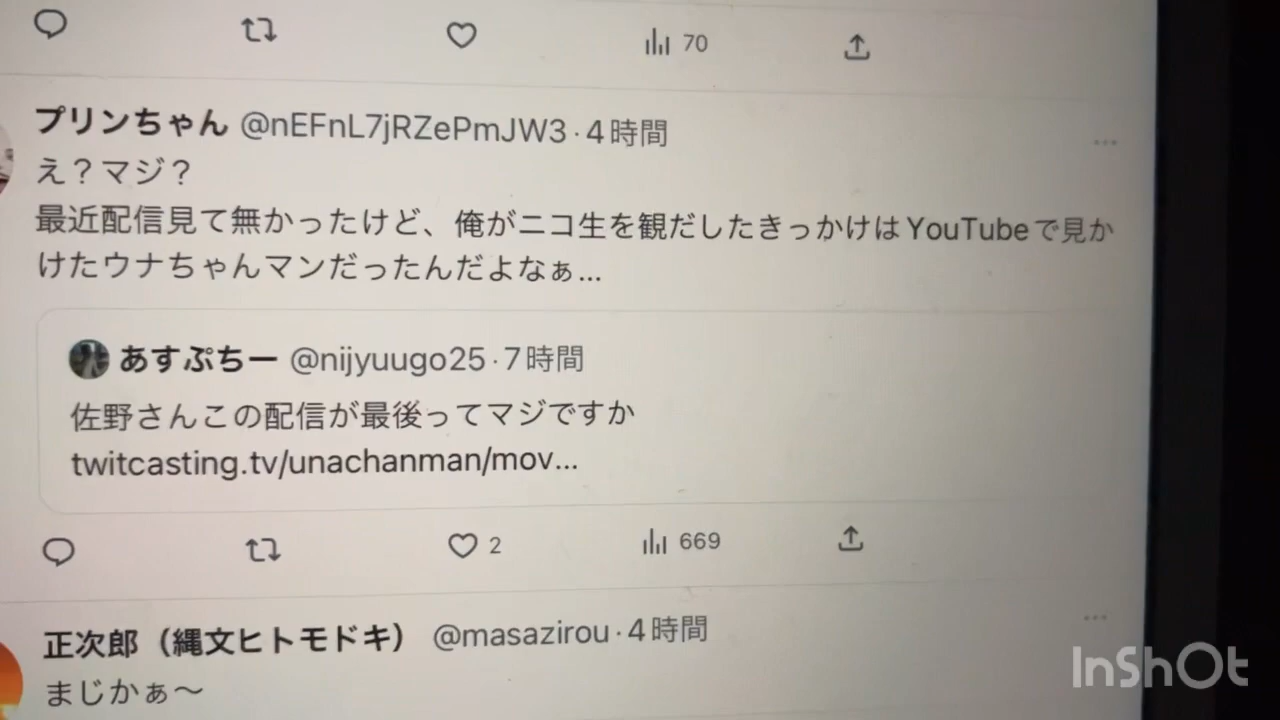 70
プリンちゃん @nEFnL7jRZePmJW3・4時間
え？マジ？
最近配信見て無かったけど、俺がニコ生を観だしたきっかけはYouTubeで見か
けたウナちゃんマンだったんだよなぁ...
あすぷちー @nijyuugo25・7時間
佐野さんこの配信が最後ってマジですか
twitcasting.tv/unachanman/mov...
2 669
正次郎（縄文ヒトモドキ） @masazirou・4時間
まじかぁ〜
InShOt